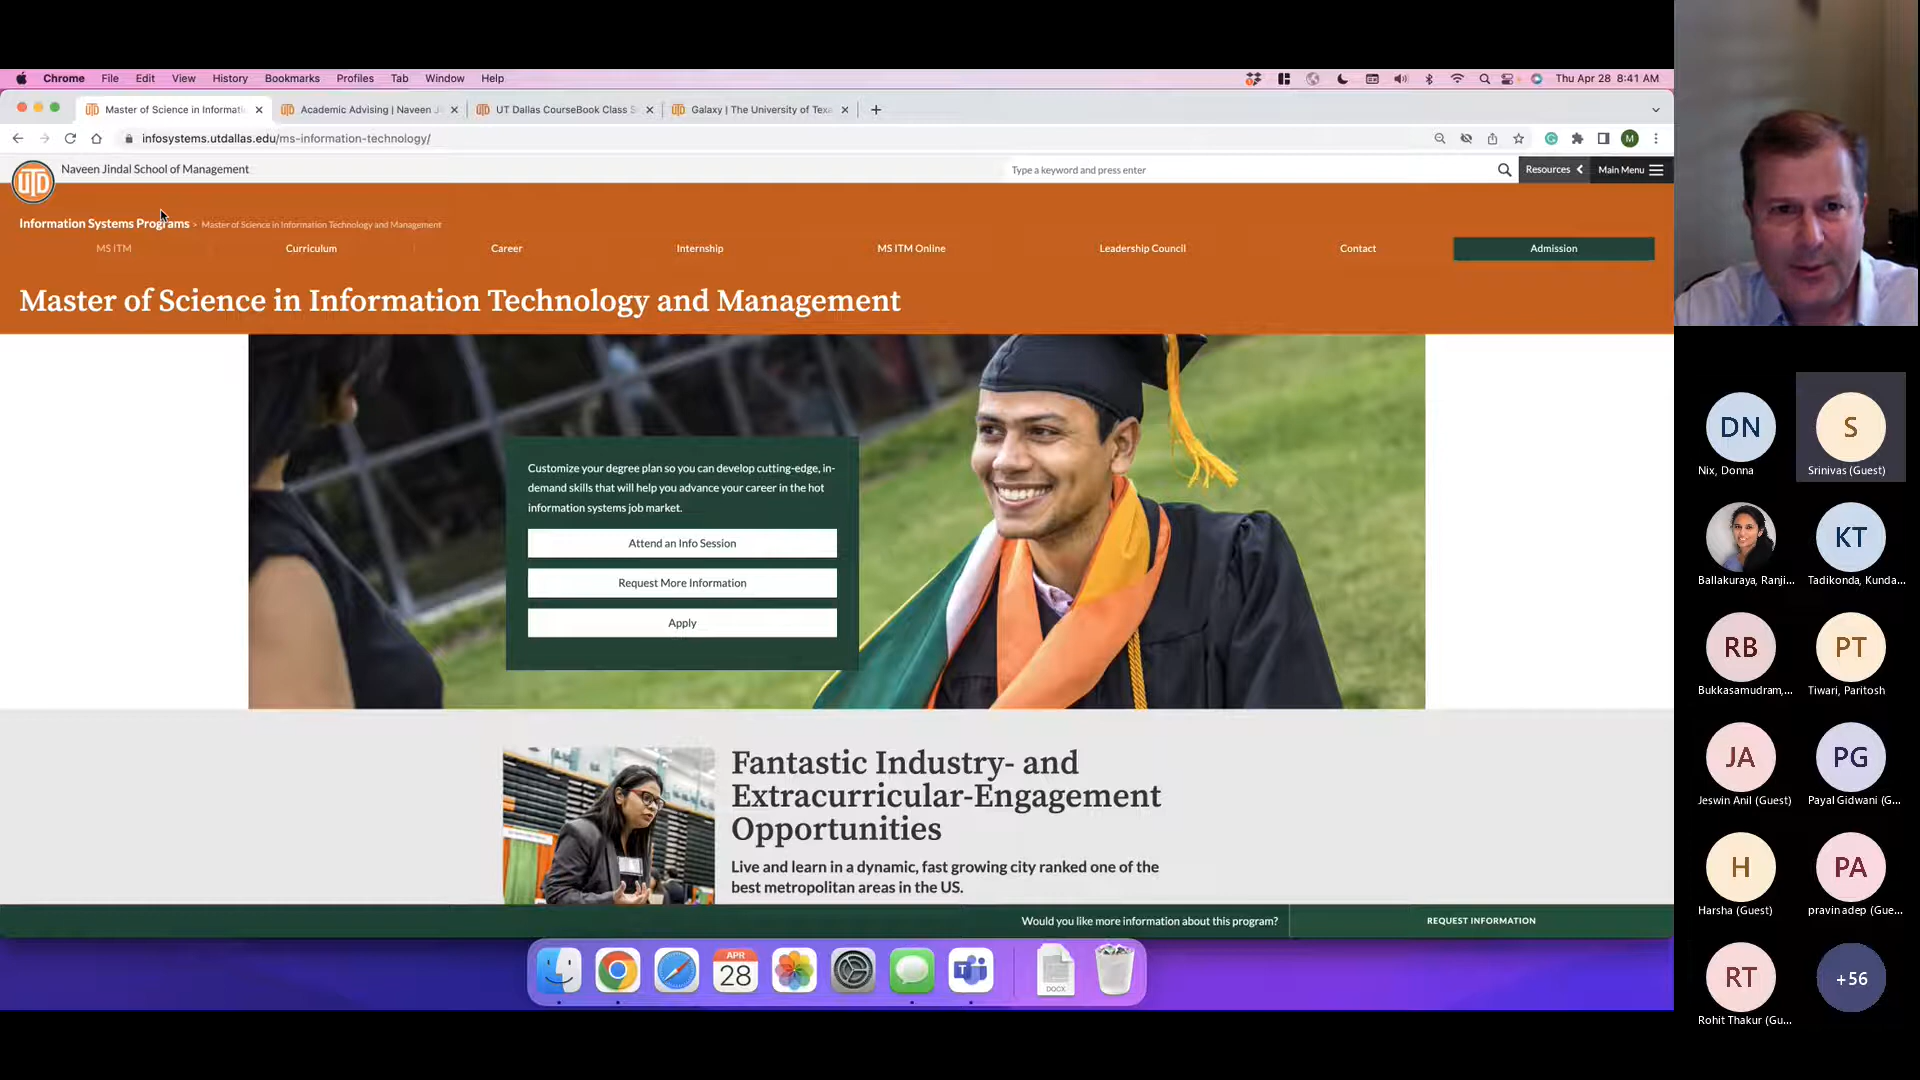 Chrome File Edit View History Bookmarks Profiles Tab Window Help
Thu Apr 28 8:41 AM
Master of Science in Informati
Academic Advising | Naveen J
UT Dallas CourseBook Class S
Galaxy | The University of Texa
infosystems.utdallas.edu/ms-information-technology/
M
UTD
Naveen Jindal School of Management
Type a keyword and press enter
Resources
Main Menu
Information Systems Programs > Master of Science in Information Technology and Management
MS ITM
Curriculum
Career
Internship
MS ITM Online
Leadership Council
Contact
Admission
Master of Science in Information Technology and Management
Customize your degree plan so you can develop cutting-edge, in-
demand skills that will help you advance your career in the hot
information systems job market.
Attend an Info Session
Request More Information
Apply
Fantastic Industry- and
Extracurricular-Engagement
Opportunities
Live and learn in a dynamic, fast growing city ranked one of the
best metropolitan areas in the US.
Would you like more information about this program?
REQUEST INFORMATION
APR
28
DOCX
DN
Nix, Donna
S
Srinivas (Guest)
Ballakuraya, Ranji...
KT
Tadikonda, Kunda...
RB
Bukkasamudram,...
PT
Tiwari, Paritosh
JA
Jeswin Anil (Guest)
PG
Payal Gidwani (G...
H
Harsha (Guest)
PA
pravin adep (Gue...
RT
Rohit Thakur (Gu...
+56